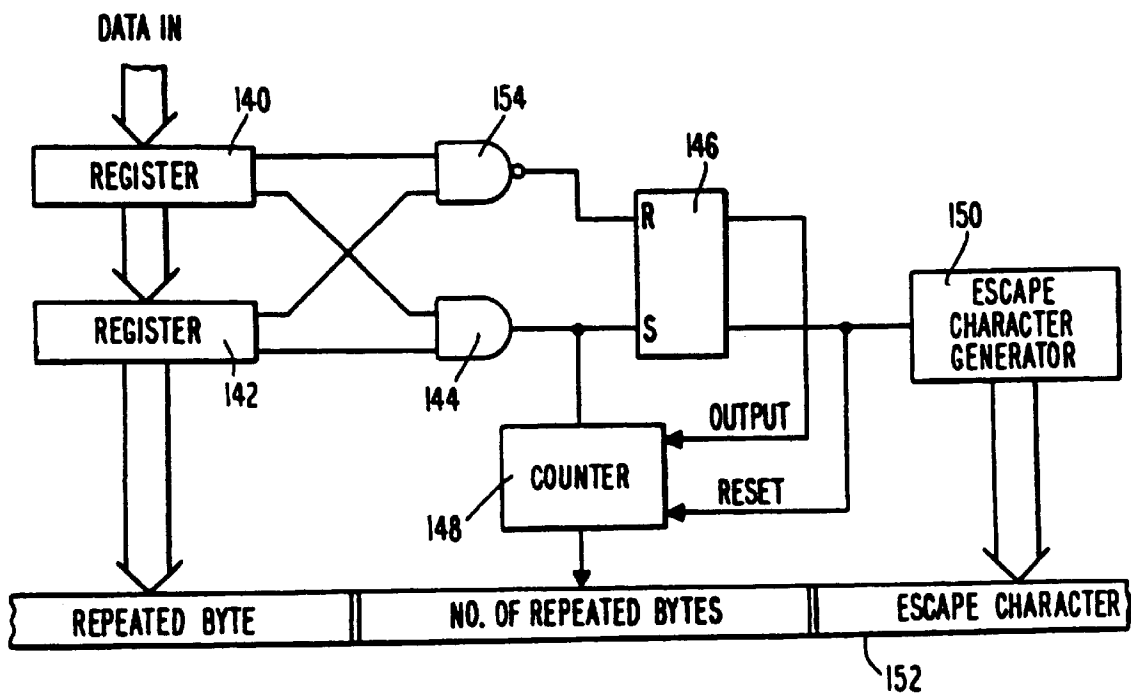 DATA IN
140
154
REGISTER
146
R
150
ESCAPE
CHARACTER
GENERATOR
REGISTER
S
142
144
OUTPUT
COUNTER
RESET
148
REPEATED BYTE
NO. OF REPEATED BYTES
ESCAPE CHARACTER
152